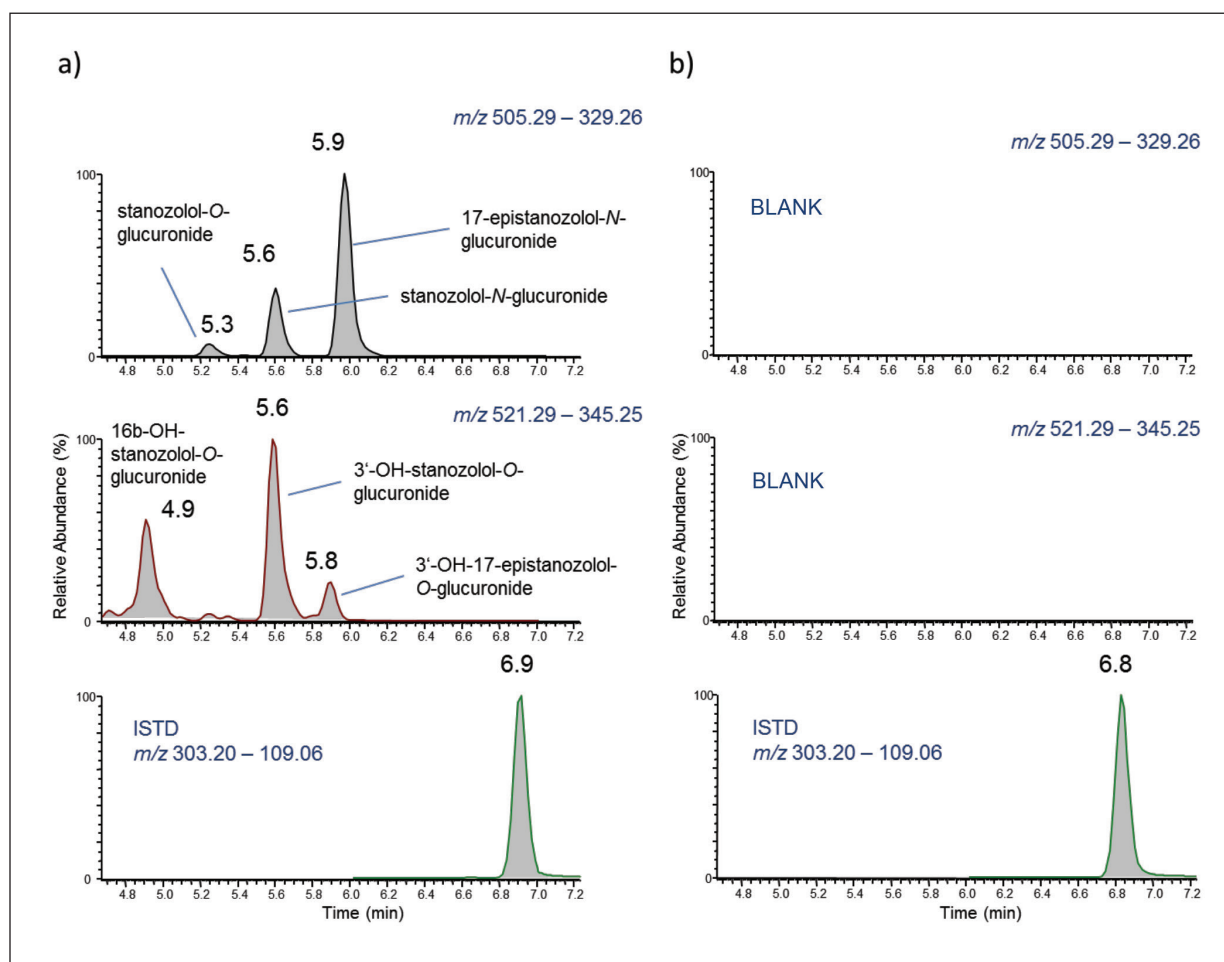 a)
m/z 505.29 – 329.26
5.9
100
stanozolol-O-
glucuronide
17-epistanozolol-N-
glucuronide
5.6
stanozolol-N-glucuronide
5.3
0
4.8 5.0 5.2 5.4 5.6 5.8 6.0 6.2 6.4 6.6 6.8 7.0 7.2
5.6
m/z 521.29 – 345.25
16b-OH-
stanozolol-O-
glucuronide
100
3‘-OH-stanozolol-O-
glucuronide
4.9
5.8
3‘-OH-17-epistanozolol-
O-glucuronide
Relative Abundance (%)
0
4.8 5.0 5.2 5.4 5.6 5.8 6.0 6.2 6.4 6.6 6.8 7.0 7.2
6.9
100
ISTD
m/z 303.20 – 109.06
0
4.8 5.0 5.2 5.4 5.6 5.8 6.0 6.2 6.4 6.6 6.8 7.0 7.2
Time (min)
b)
m/z 505.29 – 329.26
100
BLANK
0
4.8 5.0 5.2 5.4 5.6 5.8 6.0 6.2 6.4 6.6 6.8 7.0 7.2
m/z 521.29 – 345.25
100
BLANK
Relative Abundance (%)
0
4.8 5.0 5.2 5.4 5.6 5.8 6.0 6.2 6.4 6.6 6.8 7.0 7.2
6.8
100
ISTD
m/z 303.20 – 109.06
0
4.8 5.0 5.2 5.4 5.6 5.8 6.0 6.2 6.4 6.6 6.8 7.0 7.2
Time (min)